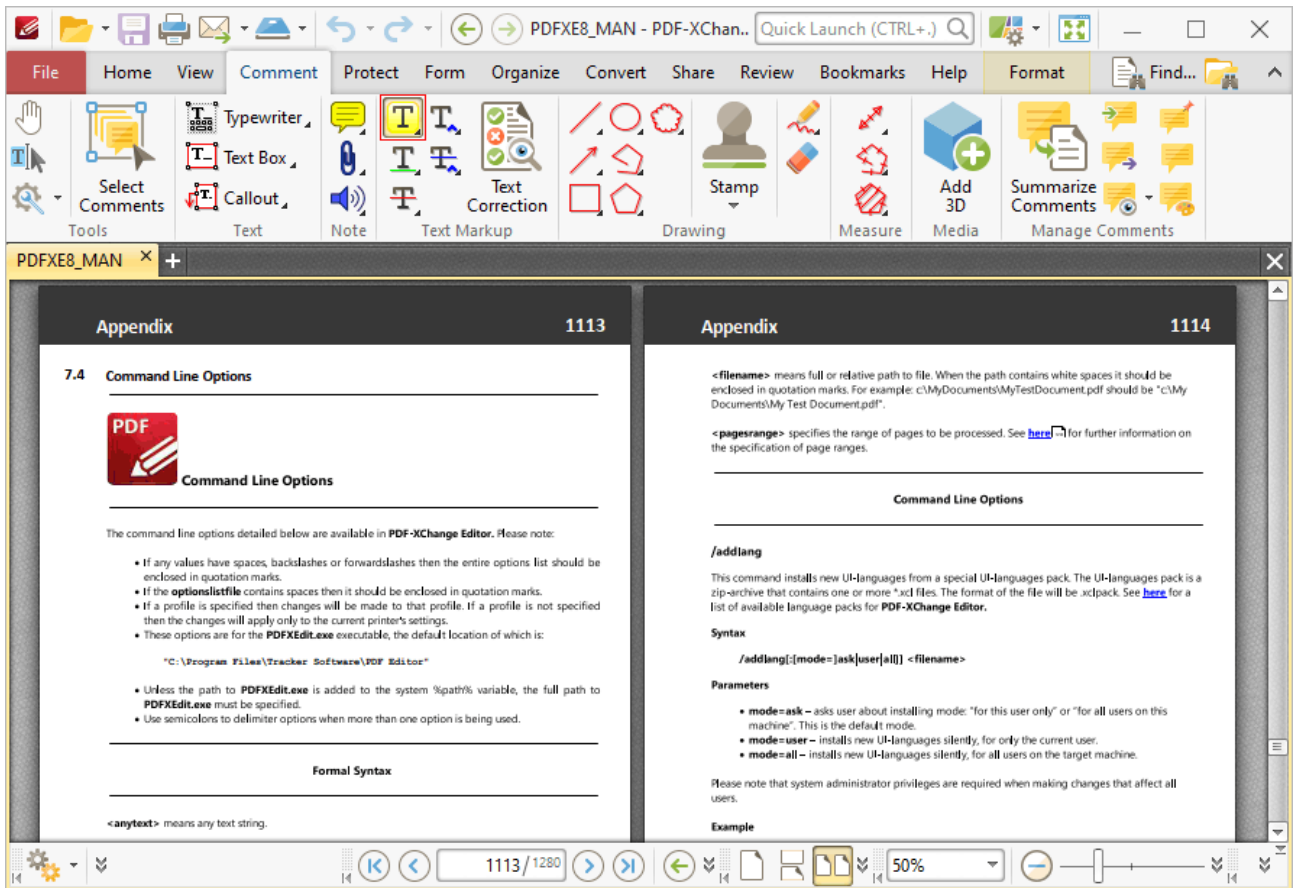 PDFXE8_MAN - PDF-XChan..
Quick Launch (CTRL+.)
File Home View Comment Protect Form Organize Convert Share Review Bookmarks Help Format Find...
Select Comments
Tools
Typewriter
Text Box
Callout
Text
Note
Text Correction
Text Markup
Stamp
Drawing
Measure
Add 3D
Media
Summarize Comments
Manage Comments
PDFXE8_MAN
Appendix 1113
7.4 Command Line Options
PDF
Command Line Options
The command line options detailed below are available in PDF-XChange Editor. Please note:
• If any values have spaces, backslashes or forwardslashes then the entire options list should be
enclosed in quotation marks.
• If the optionslistfile contains spaces then it should be enclosed in quotation marks.
• If a profile is specified then changes will be made to that profile. If a profile is not specified
then the changes will apply only to the current printer's settings.
• These options are for the PDFXEdit.exe executable, the default location of which is:
"C:\Program Files\Tracker Software\PDF Editor"
• Unless the path to PDFXEdit.exe is added to the system %path% variable, the full path to
PDFXEdit.exe must be specified.
• Use semicolons to delimiter options when more than one option is being used.
Formal Syntax
<anytext> means any text string.
Appendix 1114
<filename> means full or relative path to file. When the path contains white spaces it should be
enclosed in quotation marks. For example: c:\MyDocuments\MyTestDocument.pdf should be "c:\My
Documents\My Test Document.pdf".
<pagesrange> specifies the range of pages to be processed. See here for further information on
the specification of page ranges.
Command Line Options
/addlang
This command installs new UI-languages from a special UI-languages pack. The UI-languages pack is a
zip-archive that contains one or more *.xcl files. The format of the file will be .xclpack. See here for a
list of available language packs for PDF-XChange Editor.
Syntax
/addlang[:[mode=]ask|user|all)] <filename>
Parameters
• mode=ask – asks user about installing mode: "for this user only" or "for all users on this
machine". This is the default mode.
• mode=user – installs new UI-languages silently, for only the current user.
• mode=all – installs new UI-languages silently, for all users on the target machine.
Please note that system administrator privileges are required when making changes that affect all
users.
Example
1113/1280
50%